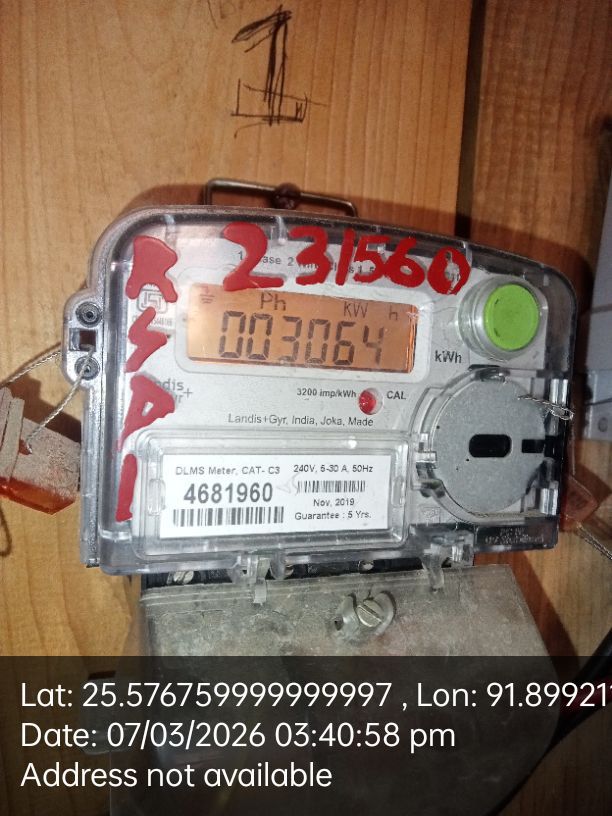 1
231560
RSPL
Ph kW h
003064
kWh
3200 imp/kWh CAL
Landis+Gyr, India, Joka, Made
DLMS Meter, CAT- C3 240V, 5-30 A, 50Hz
4681960
Nov, 2019
Guarantee : 5 Yrs.
Lat: 25.576759999999997 , Lon: 91.89921
Date: 07/03/2026 03:40:58 pm
Address not available